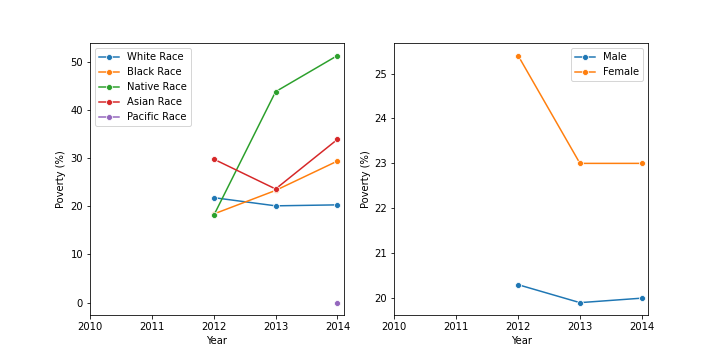 White Race
Black Race
Native Race
Asian Race
Pacific Race
50
40
30
20
10
0
Poverty (%)
2010 2011 2012 2013 2014
Year
Male
Female
25
24
23
22
21
20
Poverty (%)
2010 2011 2012 2013 2014
Year